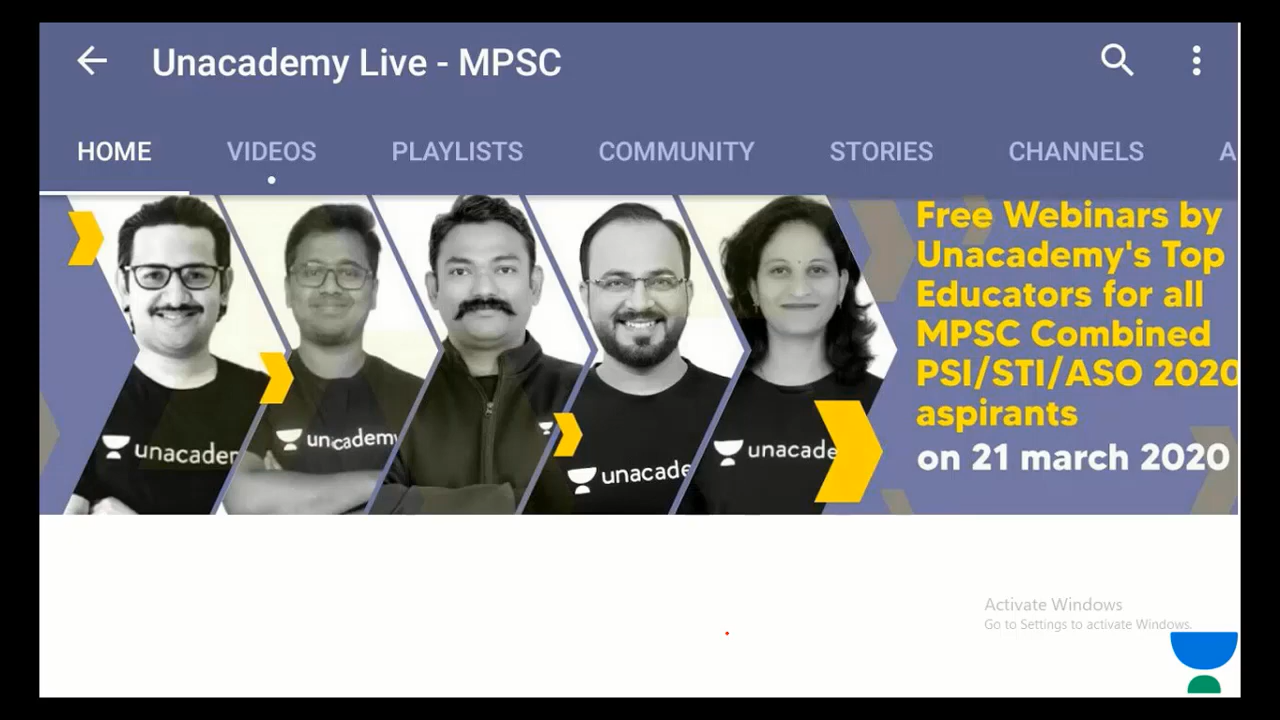 Unacademy Live - MPSC
HOME VIDEOS PLAYLISTS COMMUNITY STORIES CHANNELS A
Free Webinars by
Unacademy's Top
Educators for all
MPSC Combined
PSI/STI/ASO 2020
aspirants
on 21 march 2020
unacader
unacademy
unacade
unacade
Activate Windows
Go to Settings to activate Windows.